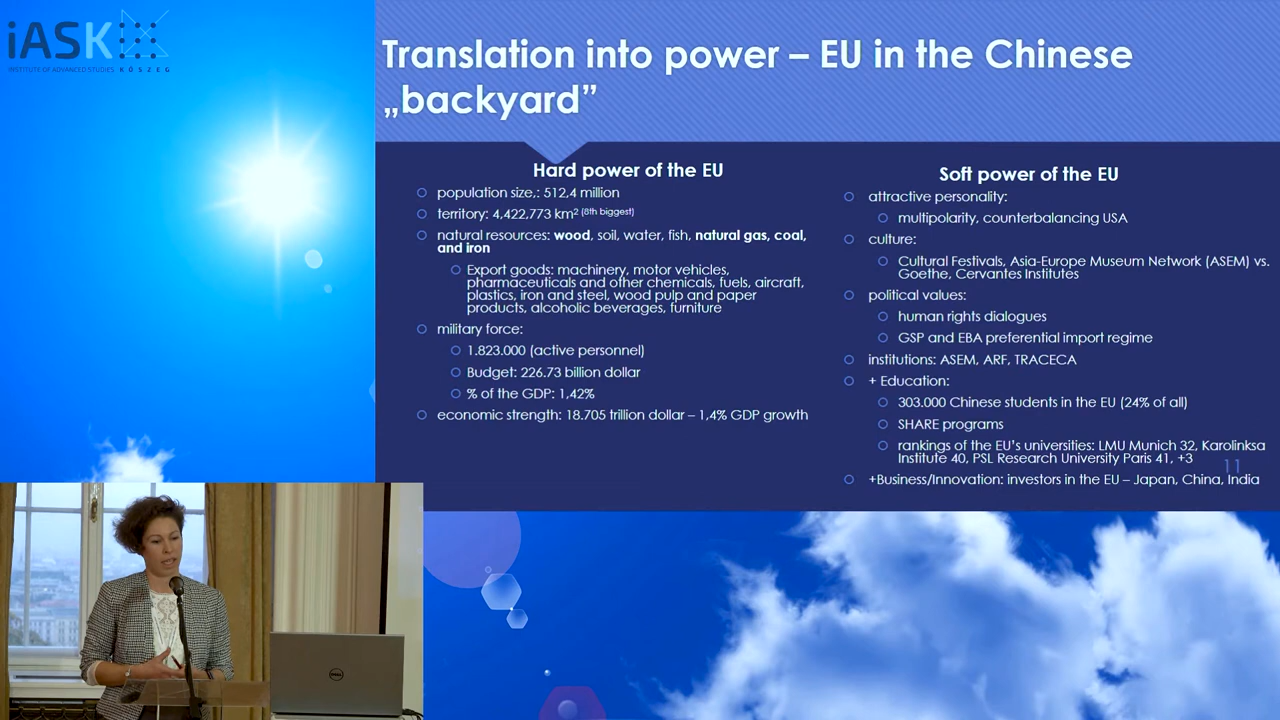 iASK
INSTITUTE OF ADVANCED STUDIES KŐSZEG
Translation into power – EU in the Chinese
„backyard”
Hard power of the EU
population size,: 512,4 million
territory: 4,422,773 km² (8th biggest)
natural resources: wood, soil, water, fish, natural gas, coal,
and iron
Export goods: machinery, motor vehicles,
pharmaceuticals and other chemicals, fuels, aircraft,
plastics, iron and steel, wood pulp and paper
products, alcoholic beverages, furniture
military force:
1.823.000 (active personnel)
Budget: 226.73 billion dollar
% of the GDP: 1,42%
economic strength: 18.705 trillion dollar – 1,4% GDP growth
Soft power of the EU
attractive personality:
multipolarity, counterbalancing USA
culture:
Cultural Festivals, Asia-Europe Museum Network (ASEM) vs.
Goethe, Cervantes Institutes
political values:
human rights dialogues
GSP and EBA preferential import regime
institutions: ASEM, ARF, TRACECA
+ Education:
303.000 Chinese students in the EU (24% of all)
SHARE programs
rankings of the EU's universities: LMU Munich 32, Karolinksa
Institute 40, PSL Research University Paris 41, +3
11
+Business/Innovation: investors in the EU – Japan, China, India
DELL